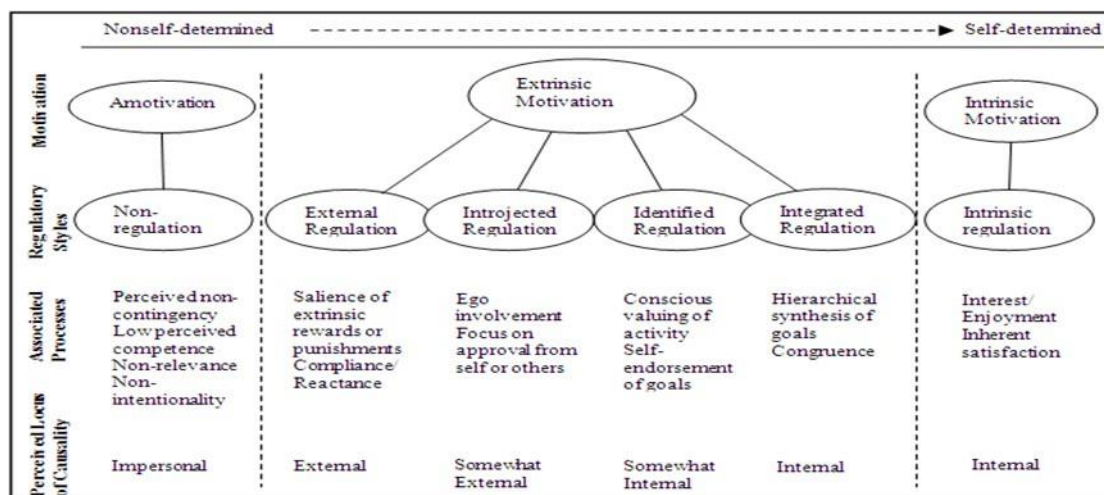 Nonself-determined
Self-determined
Motivation
Amotivation
Extrinsic
Motivation
Intrinsic
Motivation
Regulatory
Styles
Non-
regulation
External
Regulation
Introjected
Regulation
Identified
Regulation
Integrated
Regulation
Intrinsic
regulation
Associated
Processes
Perceived non-
contingency
Low perceived
competence
Non-relevance
Non-
intentionality
Salience of
extrinsic
rewards or
punishments
Compliance/
Reactance
Ego
involvement
Focus on
approval from
self or others
Conscious
valuing of
activity
Self-
endorsement
of goals
Hierarchical
synthesis of
goals
Congruence
Interest/
Enjoyment
Inherent
satisfaction
Perceived Locus
of Causality
Impersonal
External
Somewhat
External
Somewhat
Internal
Internal
Internal